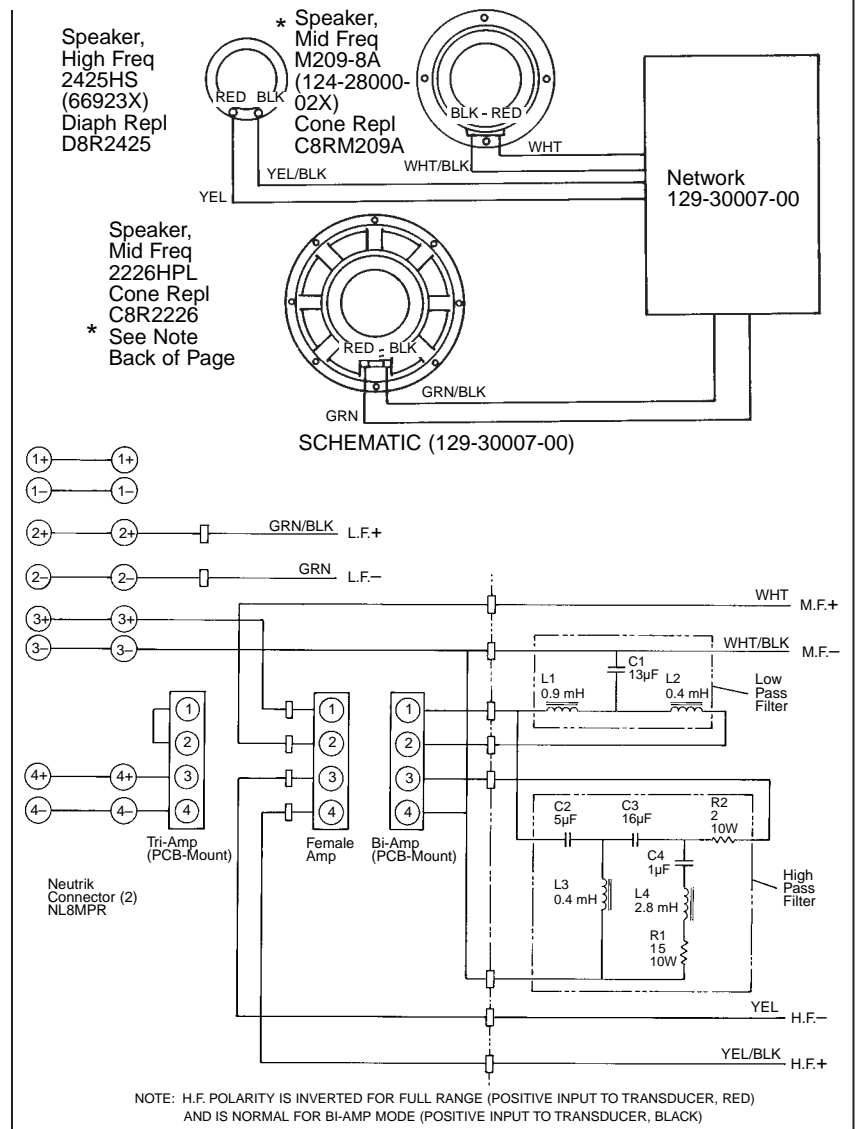 Speaker,
High Freq
2425HS
(66923X)
Diaph Repl
D8R2425
* Speaker,
Mid Freq
M209-8A
(124-28000-
02X)
Cone Repl
C8RM209A
RED BLK
BLK - RED
WHT
WHT/BLK
YEL/BLK
YEL
Network
129-30007-00
Speaker,
Mid Freq
2226HPL
Cone Repl
C8R2226
* See Note
Back of Page
RED - BLK
GRN/BLK
GRN
SCHEMATIC (129-30007-00)
1+ 1+
1– 1–
2+ 2+ GRN/BLK L.F.+
2– 2– GRN L.F.–
3+ 3+
3– 3–
WHT M.F.+
WHT/BLK M.F.–
C1
13µF
L1
0.9 mH
L2
0.4 mH
Low
Pass
Filter
1 1 1
2 2 2
4+ 4+ 3 3 3
4– 4– 4 4 4
Tri-Amp
(PCB-Mount)
Female
Amp
Bi-Amp
(PCB-Mount)
Neutrik
Connector (2)
NL8MPR
C2
5µF
C3
16µF
R2
2
10W
C4
1µF
L3
0.4 mH
L4
2.8 mH
R1
15
10W
High
Pass
Filter
YEL H.F.–
YEL/BLK H.F.+
NOTE: H.F. POLARITY IS INVERTED FOR FULL RANGE (POSITIVE INPUT TO TRANSDUCER, RED)
AND IS NORMAL FOR BI-AMP MODE (POSITIVE INPUT TO TRANSDUCER, BLACK)